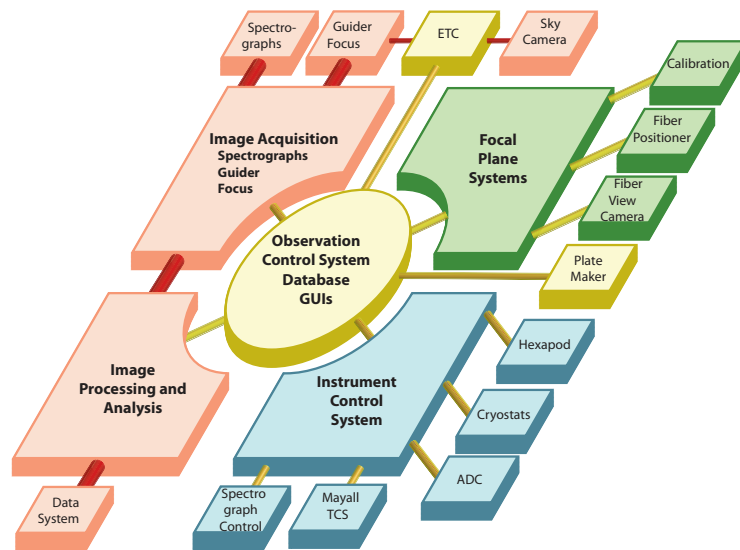 Spectro-
graphs
Guider
Focus
ETC
Sky
Camera
Calibration
Image Acquisition
Spectrographs
Guider
Focus
Focal
Plane
Systems
Fiber
Positioner
Fiber
View
Camera
Observation
Control System
Database
GUIs
Plate
Maker
Image
Processing and
Analysis
Instrument
Control
System
Hexapod
Cryostats
ADC
Data
System
Spectro
graph
Control
Mayall
TCS